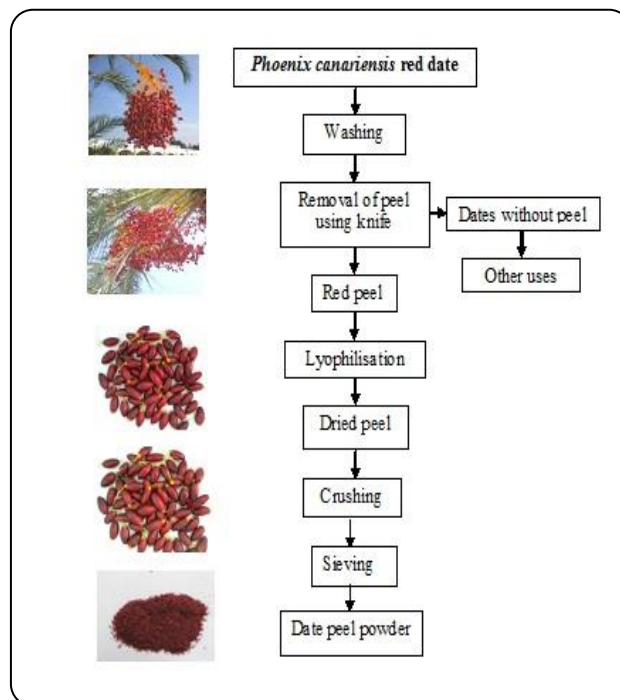 Phoenix canariensis red date
Washing
Removal of peel
using knife
Dates without peel
Other uses
Red peel
Lyophilisation
Dried peel
Crushing
Sieving
Date peel powder